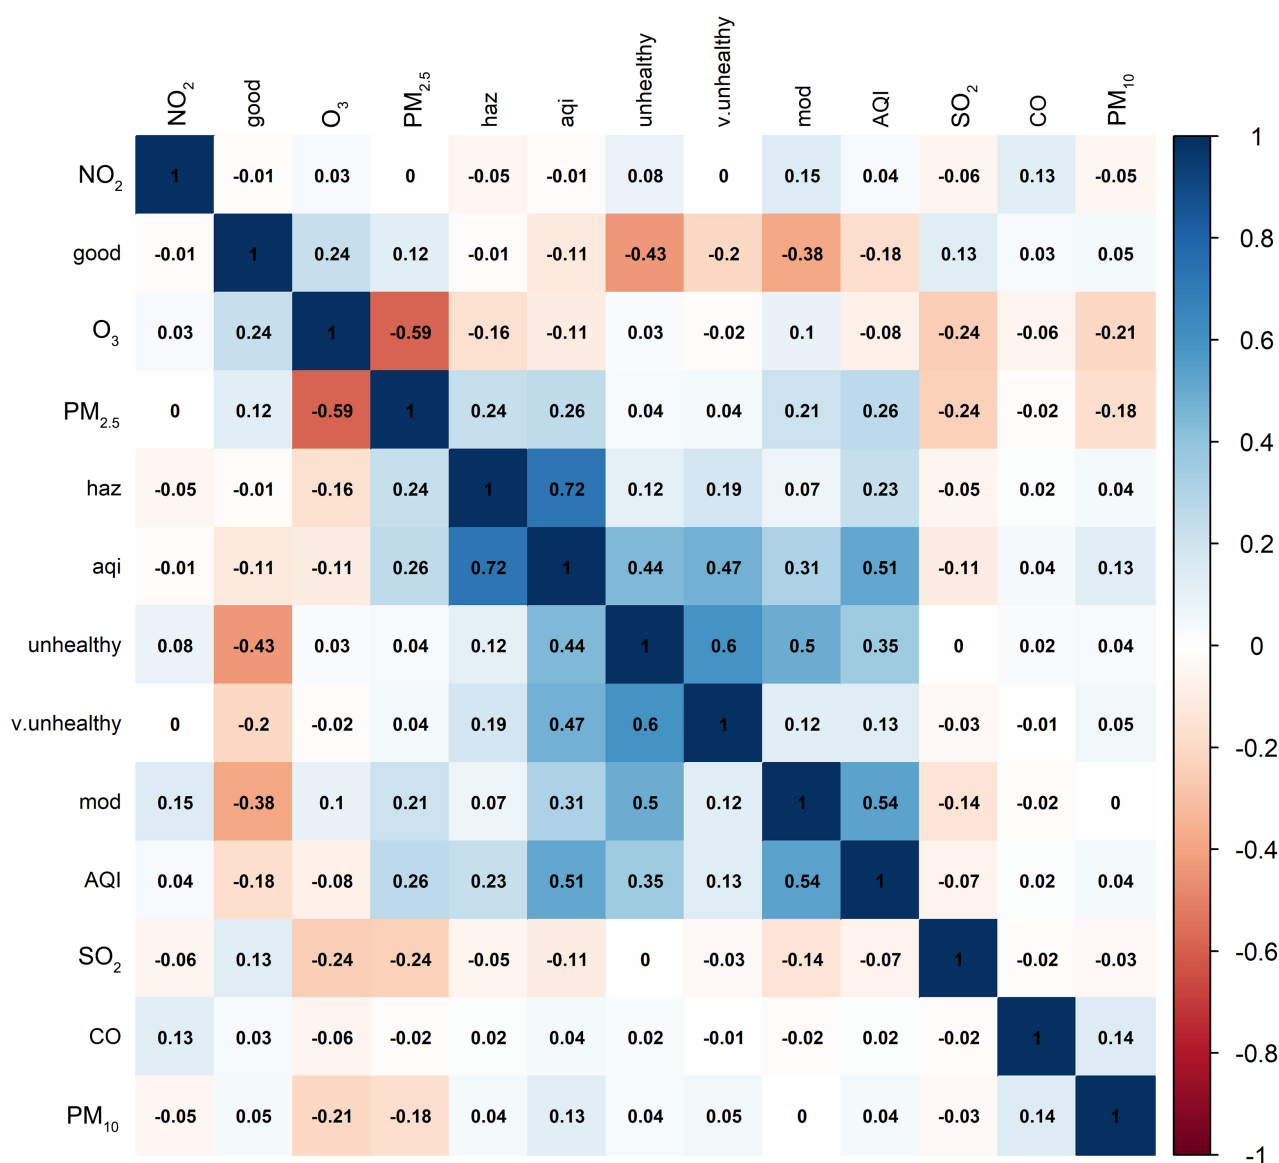 NO₂ good O₃ PM₂.₅ haz aqi unhealthy v.unhealthy mod AQI SO₂ CO PM₁₀
NO₂ 1 -0.01 0.03 0 -0.05 -0.01 0.08 0 0.15 0.04 -0.06 0.13 -0.05
good -0.01 1 0.24 0.12 -0.01 -0.11 -0.43 -0.2 -0.38 -0.18 0.13 0.03 0.05
O₃ 0.03 0.24 1 -0.59 -0.16 -0.11 0.03 -0.02 0.1 -0.08 -0.24 -0.06 -0.21
PM₂.₅ 0 0.12 -0.59 1 0.24 0.26 0.04 0.04 0.21 0.26 -0.24 -0.02 -0.18
haz -0.05 -0.01 -0.16 0.24 1 0.72 0.12 0.19 0.07 0.23 -0.05 0.02 0.04
aqi -0.01 -0.11 -0.11 0.26 0.72 1 0.44 0.47 0.31 0.51 -0.11 0.04 0.13
unhealthy 0.08 -0.43 0.03 0.04 0.12 0.44 1 0.6 0.5 0.35 0 0.02 0.04
v.unhealthy 0 -0.2 -0.02 0.04 0.19 0.47 0.6 1 0.12 0.13 -0.03 -0.01 0.05
mod 0.15 -0.38 0.1 0.21 0.07 0.31 0.5 0.12 1 0.54 -0.14 -0.02 0
AQI 0.04 -0.18 -0.08 0.26 0.23 0.51 0.35 0.13 0.54 1 -0.07 0.02 0.04
SO₂ -0.06 0.13 -0.24 -0.24 -0.05 -0.11 0 -0.03 -0.14 -0.07 1 -0.02 -0.03
CO 0.13 0.03 -0.06 -0.02 0.02 0.04 0.02 -0.01 -0.02 0.02 -0.02 1 0.14
PM₁₀ -0.05 0.05 -0.21 -0.18 0.04 0.13 0.04 0.05 0 0.04 -0.03 0.14 1
1
0.8
0.6
0.4
0.2
0
-0.2
-0.4
-0.6
-0.8
-1